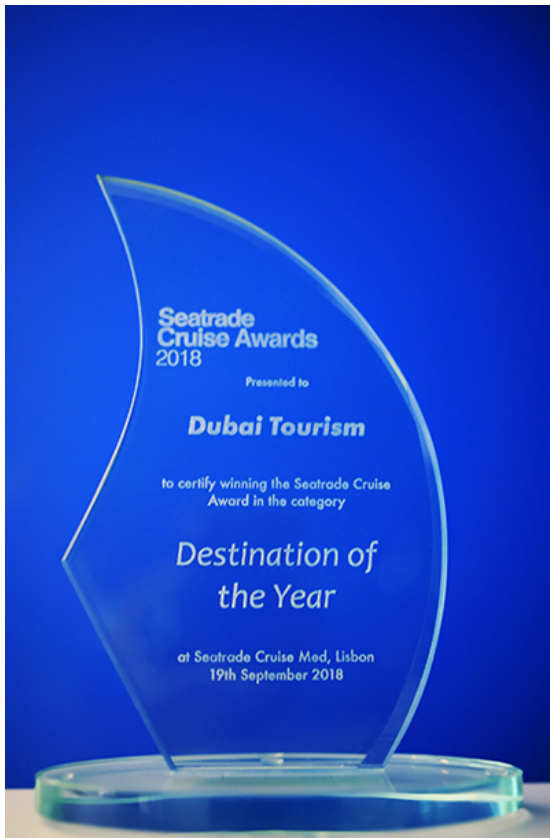 Seatrade
Cruise Awards
2018
Presented to
Dubai Tourism
to certify winning the Seatrade Cruise
Award in the category
Destination of
the Year
at Seatrade Cruise Med, Lisbon
19th September 2018